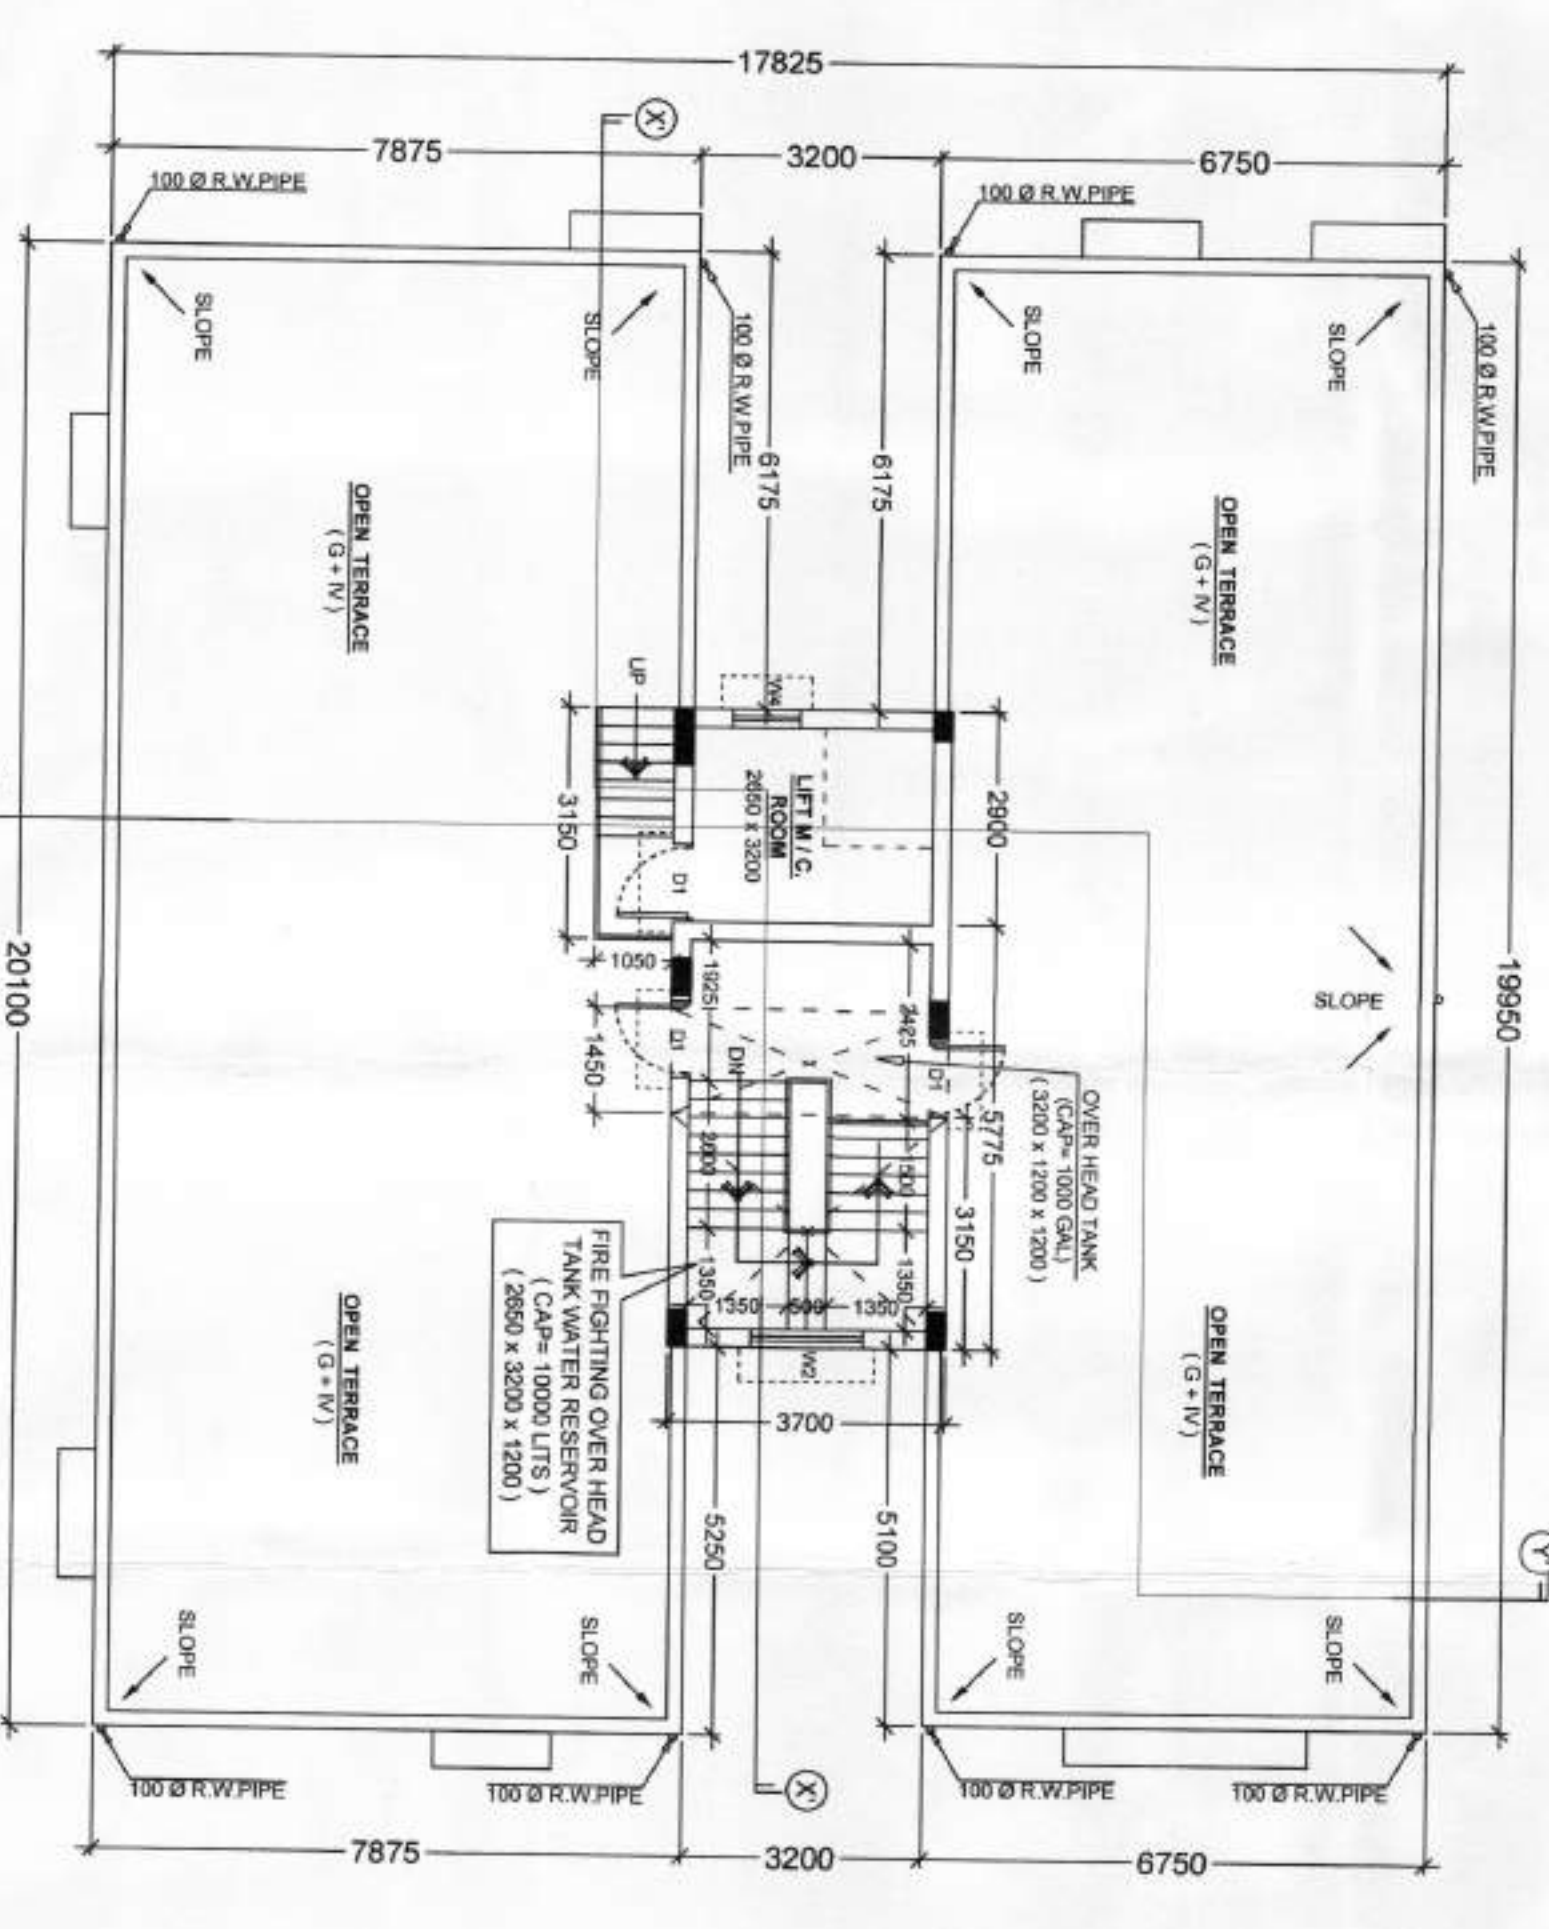 17825
7875
3200
6750
X'
100 Ø R.W.PIPE
100 Ø R.W.PIPE
100 Ø R.W.PIPE
100 Ø R.W.PIPE
SLOPE
SLOPE
SLOPE
SLOPE
6175
6175
OPEN TERRACE
( G + IV )
OPEN TERRACE
( G + IV )
20100
19950
UP
3150
LIFT M / C.
ROOM
2650 x 3200
2900
D1
1050
1925
2425
SLOPE
1450
D1
DN
D1
5775
OVER HEAD TANK
(CAP= 1000 GAL)
( 3200 x 1200 x 1200 )
2000
1500
3150
1350
1350
1350
500
1350
W2
FIRE FIGHTING OVER HEAD
TANK WATER RESERVOIR
( CAP= 10000 LITS )
( 2650 x 3200 x 1200 )
3700
5250
5100
OPEN TERRACE
( G + IV )
OPEN TERRACE
( G + IV )
Y'
SLOPE
SLOPE
SLOPE
SLOPE
100 Ø R.W.PIPE
100 Ø R.W.PIPE
X'
100 Ø R.W.PIPE
100 Ø R.W.PIPE
7875
3200
6750